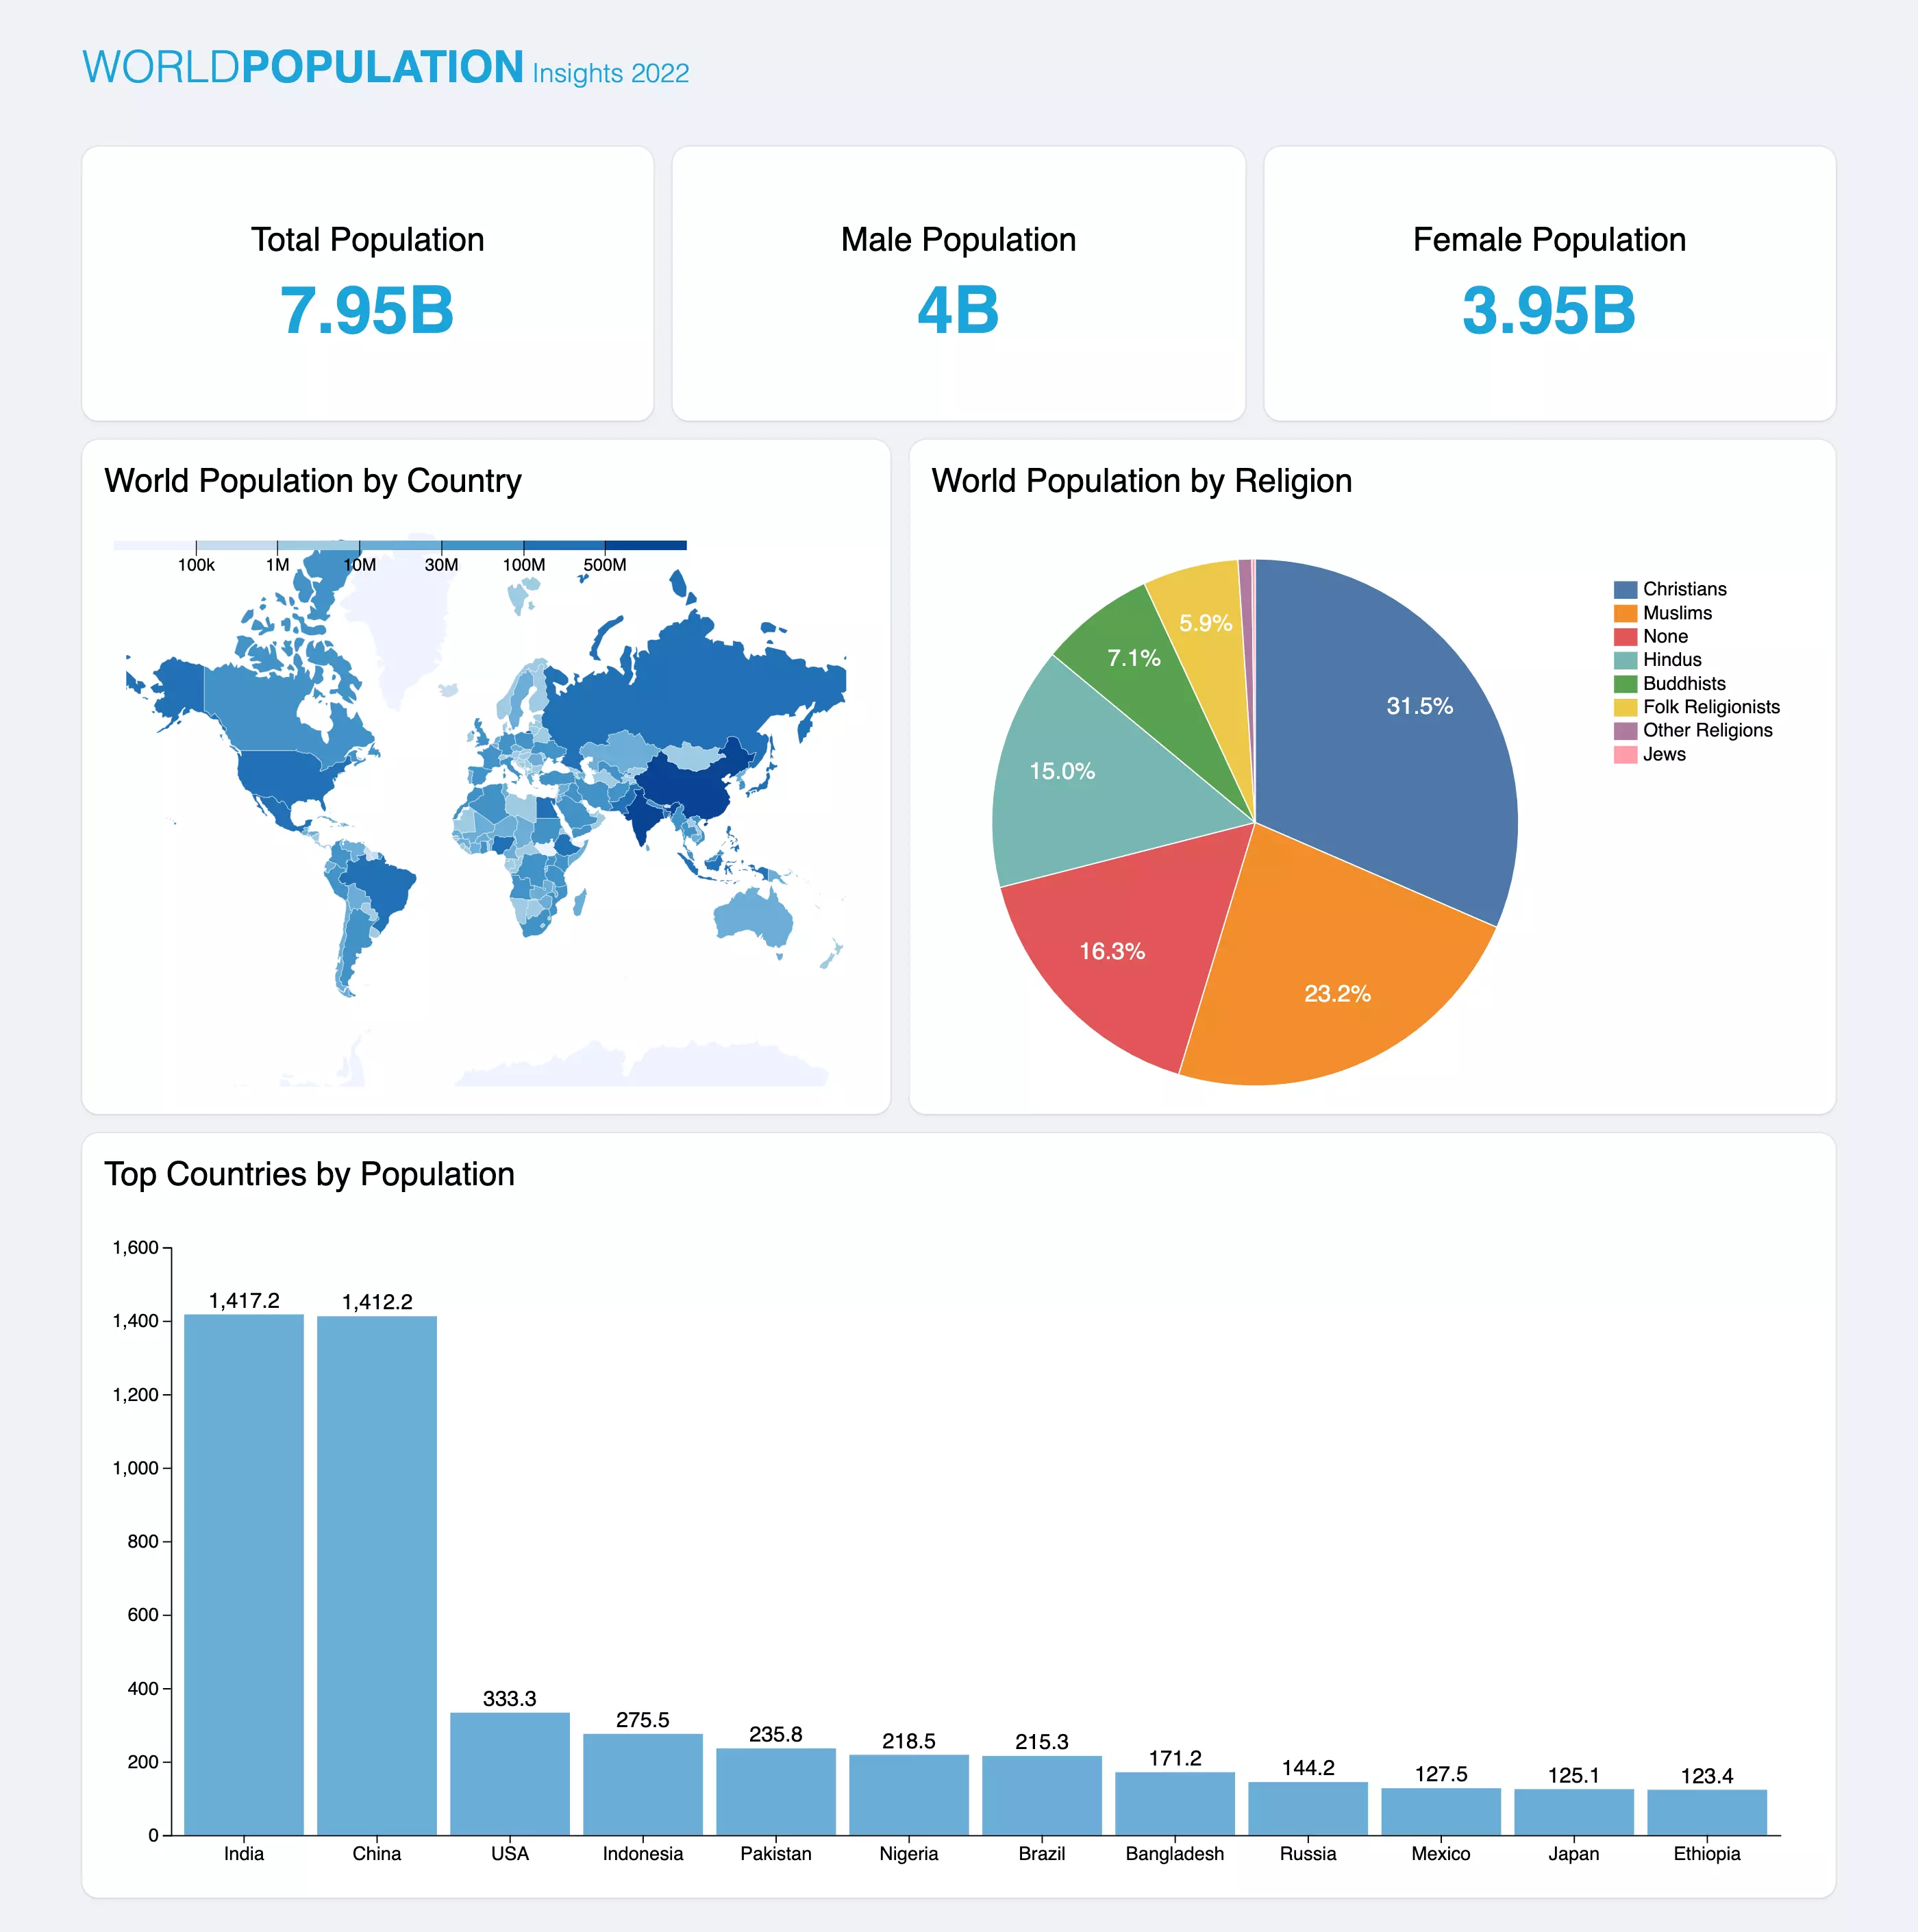 WORLDPOPULATION Insights 2022
Total Population
7.95B
Male Population
4B
Female Population
3.95B
World Population by Country
100k 1M 10M 30M 100M 500M
World Population by Religion
31.5%
23.2%
16.3%
15.0%
7.1%
5.9%
Christians
Muslims
None
Hindus
Buddhists
Folk Religionists
Other Religions
Jews
Top Countries by Population
1,600
1,400
1,200
1,000
800
600
400
200
0
1,417.2
1,412.2
333.3
275.5
235.8
218.5
215.3
171.2
144.2
127.5
125.1
123.4
India China USA Indonesia Pakistan Nigeria Brazil Bangladesh Russia Mexico Japan Ethiopia